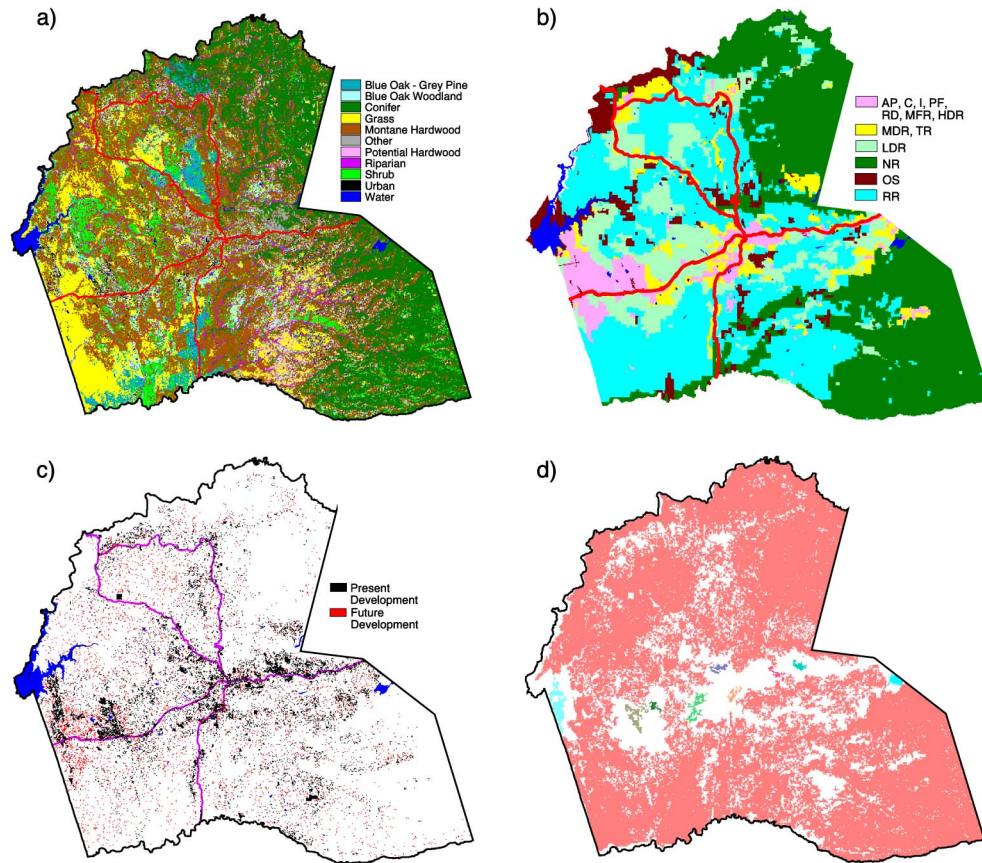 a)
Blue Oak - Grey Pine
Blue Oak Woodland
Conifer
Grass
Montane Hardwood
Other
Potential Hardwood
Riparian
Shrub
Urban
Water
b)
AP, C, I, PF,
RD, MFR, HDR
MDR, TR
LDR
NR
OS
RR
c)
Present
Development
Future
Development
d)